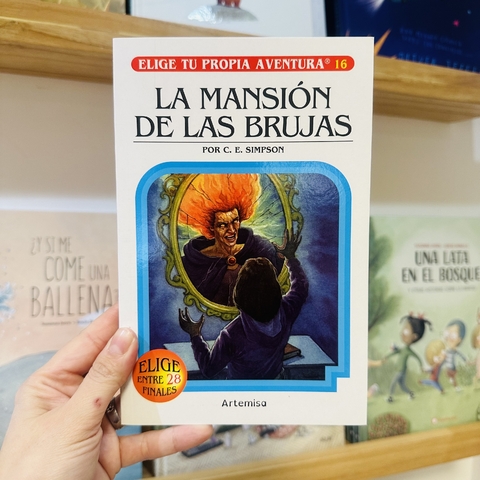 ELIGE TU PROPIA AVENTURA® 16
LA MANSIÓN
DE LAS BRUJAS
POR C. E. SIMPSON
ELIGE
ENTRE 28
FINALES
Artemisa
¿Y SI ME
COME UNA
BALLENA?
UNA LATA
EN EL BOSQUE